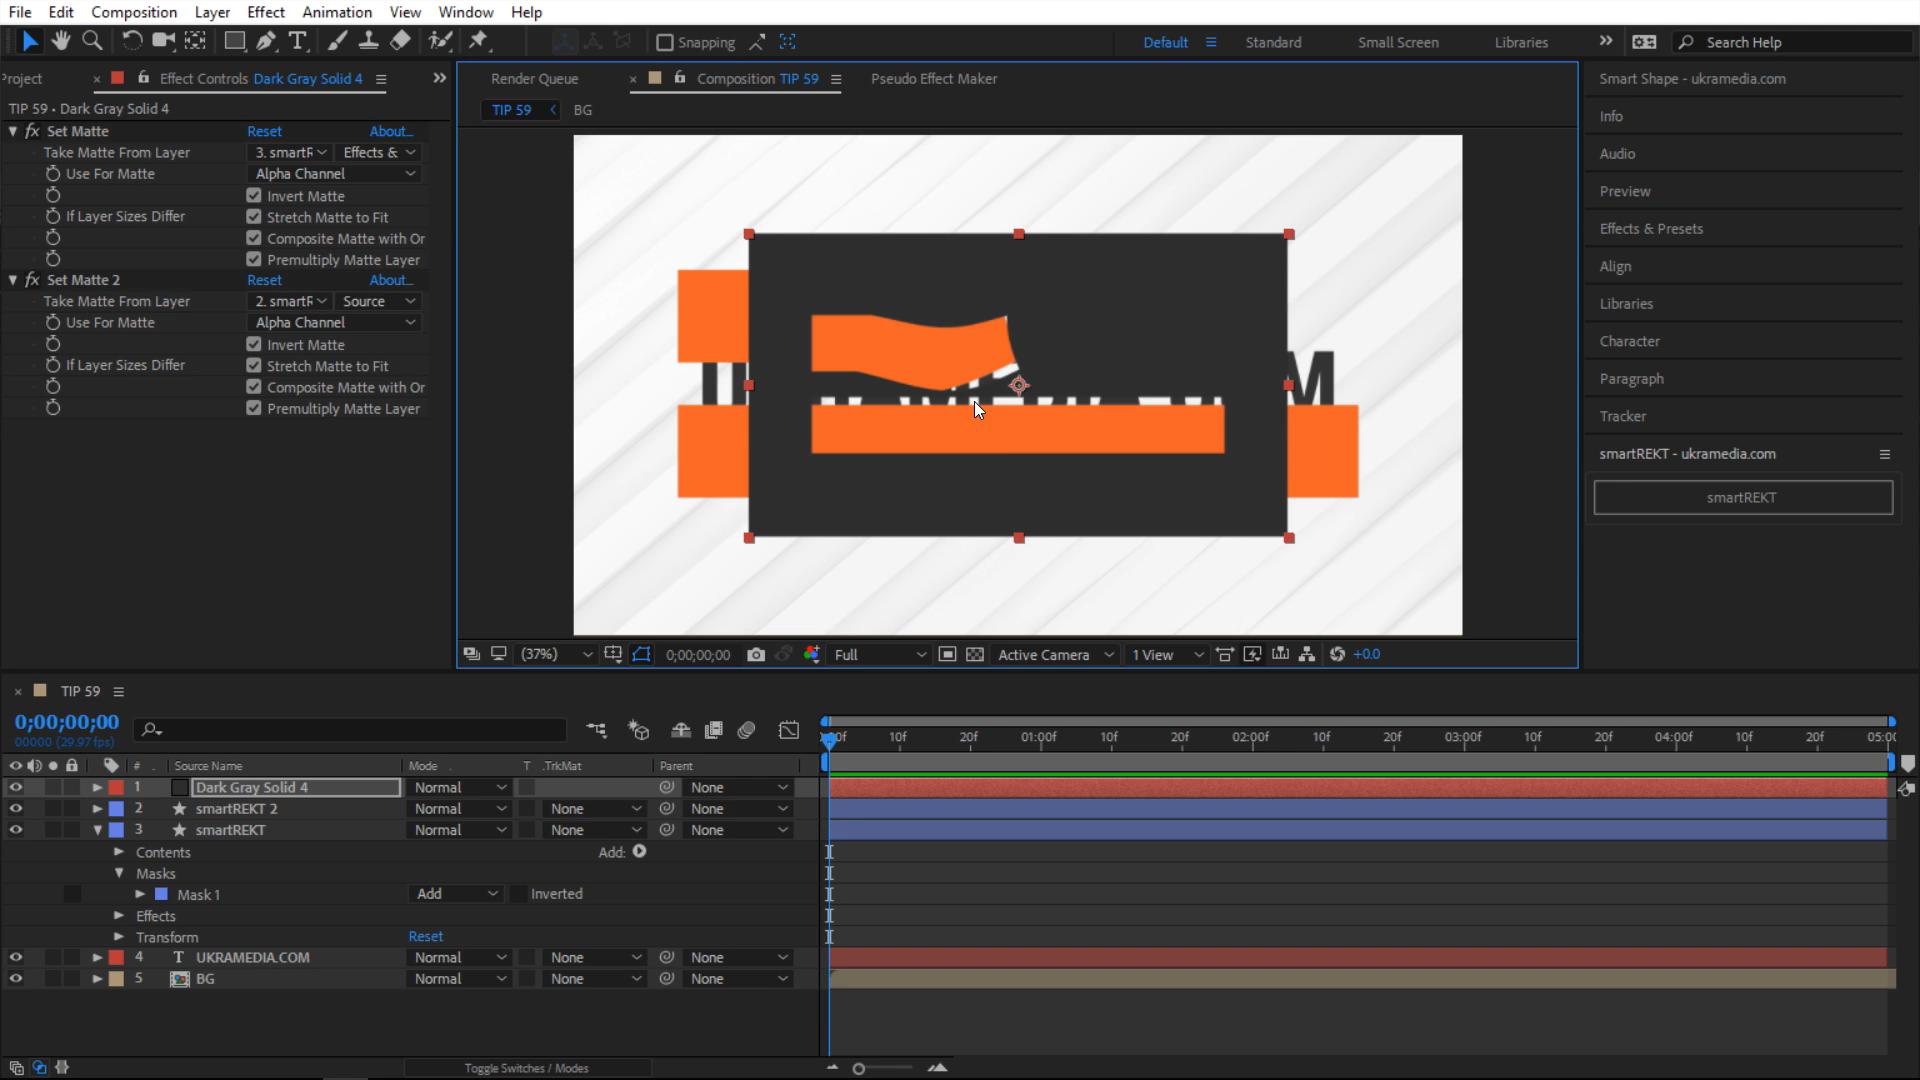 File Edit Composition Layer Effect Animation View Window Help
Snapping Default Standard Small Screen Libraries Search Help
Project Effect Controls Dark Gray Solid 4
Render Queue Composition TIP 59 Pseudo Effect Maker
Smart Shape - ukramedia.com
TIP 59 • Dark Gray Solid 4
TIP 59 BG
fx Set Matte Reset About...
Take Matte From Layer 3. smartR Effects &
Use For Matte Alpha Channel
Invert Matte
If Layer Sizes Differ Stretch Matte to Fit
Composite Matte with Or
Premultiply Matte Layer
fx Set Matte 2 Reset About...
Take Matte From Layer 2. smartR Source
Use For Matte Alpha Channel
Invert Matte
If Layer Sizes Differ Stretch Matte to Fit
Composite Matte with Or
Premultiply Matte Layer
Info
Audio
Preview
Effects & Presets
Align
Libraries
Character
Paragraph
Tracker
smartREKT - ukramedia.com
smartREKT
(37%) 0;00;00;00 Full Active Camera 1 View +0.0
TIP 59
0;00;00;00
00000 (29.97 fps)
:00f 10f 20f 01:00f 10f 20f 02:00f 10f 20f 03:00f 10f 20f 04:00f 10f 20f 05:00
# Source Name Mode T .TrkMat Parent
1 Dark Gray Solid 4 Normal None
2 smartREKT 2 Normal None None
3 smartREKT Normal None None
Contents Add:
Masks
Mask 1 Add Inverted
Effects
Transform Reset
4 T UKRAMEDIA.COM Normal None None
5 BG Normal None None
Toggle Switches / Modes